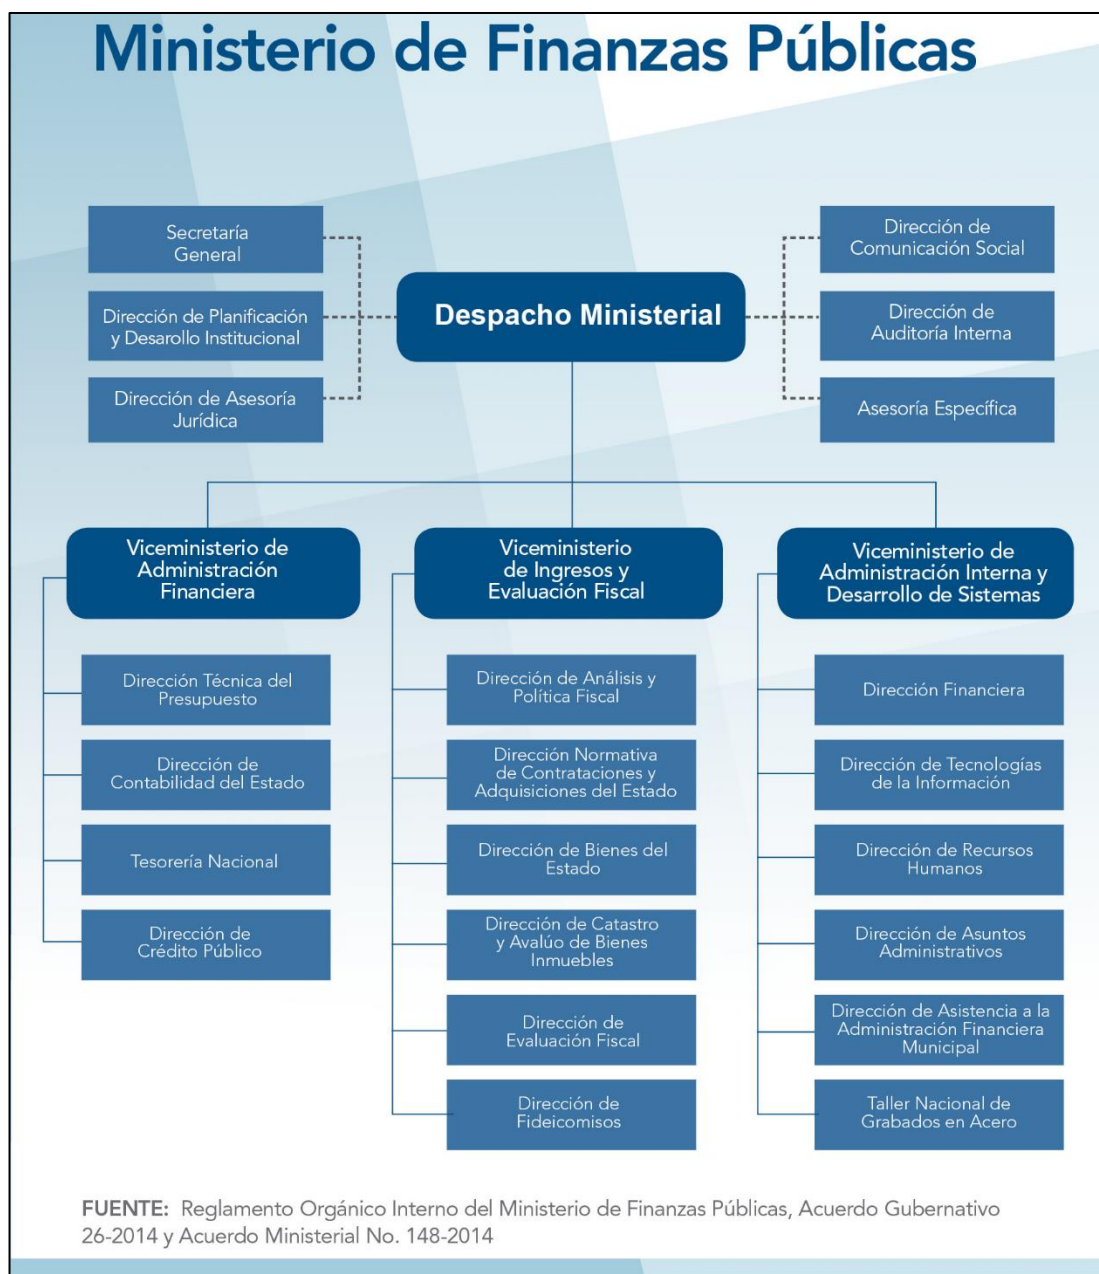 Ministerio de Finanzas Públicas
Secretaría
General
Dirección de Planificación
y Desarollo Institucional
Dirección de Asesoría
Jurídica
Despacho Ministerial
Dirección de
Comunicación Social
Dirección de
Auditoría Interna
Asesoría Específica
Viceministerio de
Administración
Financiera
Dirección Técnica del
Presupuesto
Dirección de
Contabilidad del Estado
Tesorería Nacional
Dirección de
Crédito Público
Viceministerio
de Ingresos y
Evaluación Fiscal
Dirección de Análisis y
Política Fiscal
Dirección Normativa
de Contrataciones y
Adquisiciones del Estado
Dirección de Bienes del
Estado
Dirección de Catastro
y Avalúo de Bienes
Inmuebles
Dirección de
Evaluación Fiscal
Dirección de
Fideicomisos
Viceministerio de
Administración Interna y
Desarrollo de Sistemas
Dirección Financiera
Dirección de Tecnologías
de la Información
Dirección de Recursos
Humanos
Dirección de Asuntos
Administrativos
Dirección de Asistencia a la
Administración Financiera
Municipal
Taller Nacional de
Grabados en Acero
FUENTE: Reglamento Orgánico Interno del Ministerio de Finanzas Públicas, Acuerdo Gubernativo
26-2014 y Acuerdo Ministerial No. 148-2014